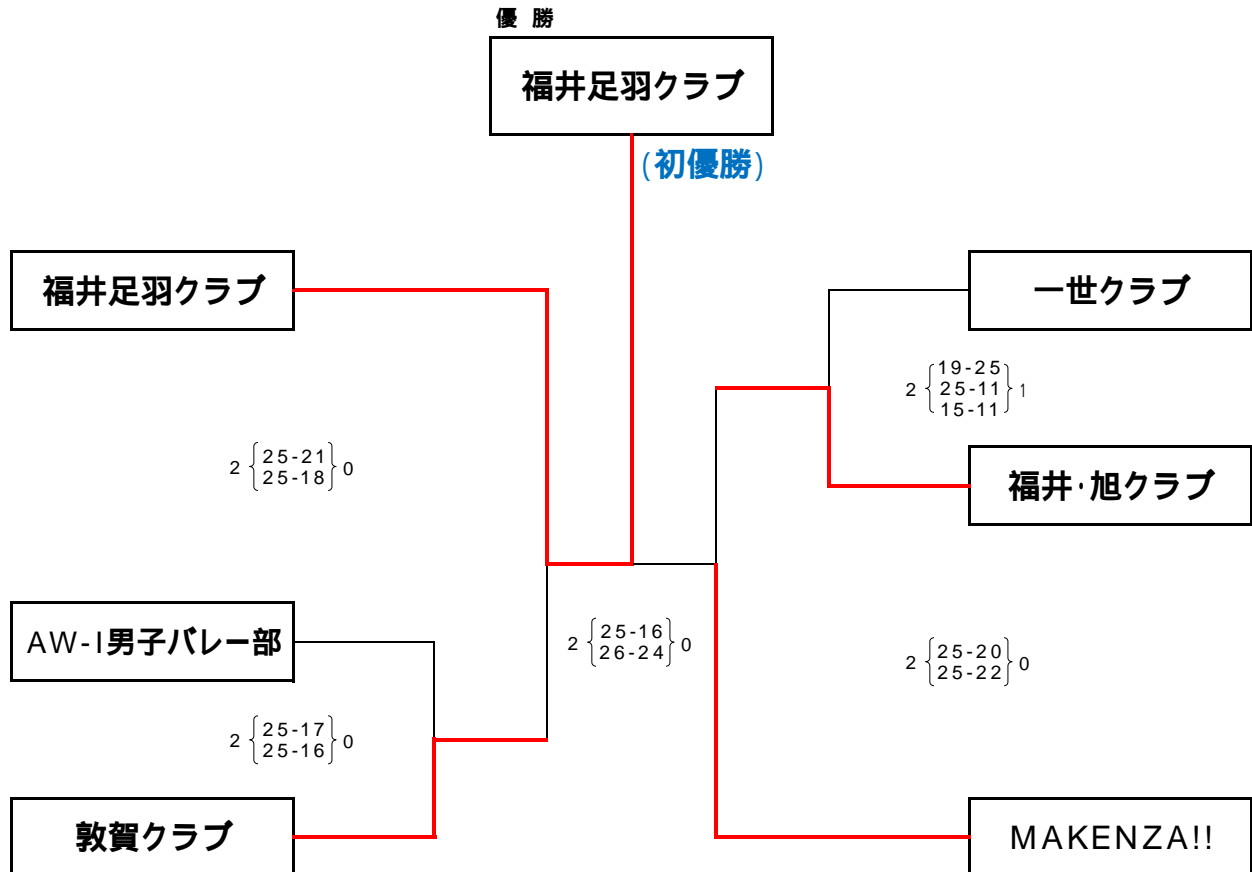 優 勝
福井足羽クラブ
(初優勝)
福井足羽クラブ
一世クラブ
2 { 19-25 25-11 15-11 } 1
2 { 25-21 25-18 } 0
福井・旭クラブ
AW-I男子バレー部
2 { 25-16 26-24 } 0
2 { 25-20 25-22 } 0
2 { 25-17 25-16 } 0
敦賀クラブ
MAKENZA!!